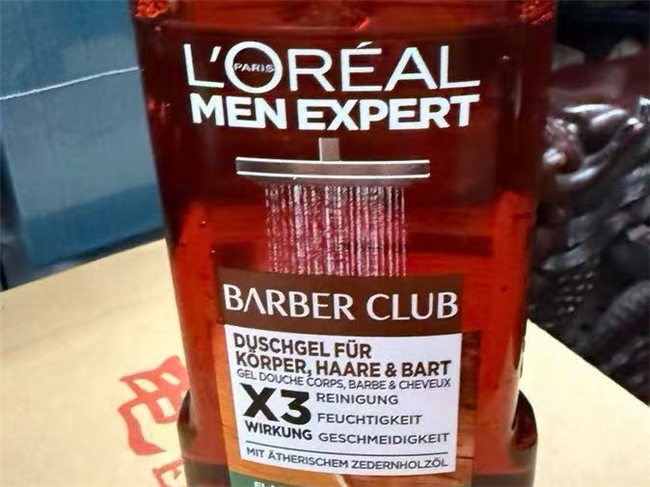 L'ORÉAL
PARIS
MEN EXPERT
BARBER CLUB
DUSCHGEL FÜR
KÖRPER, HAARE & BART
GEL DOUCHE CORPS, BARBE & CHEVEUX
X3 REINIGUNG
FEUCHTIGKEIT
WIRKUNG GESCHMEIDIGKEIT
MIT ÄTHERISCHEM ZEDERNHOLZÖL